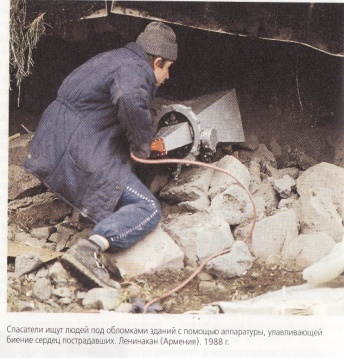 Спасатели ищут людей под обломками зданий с помощью аппаратуры, улавливающей
биение сердец пострадавших. Ленинакан (Армения). 1988 г.